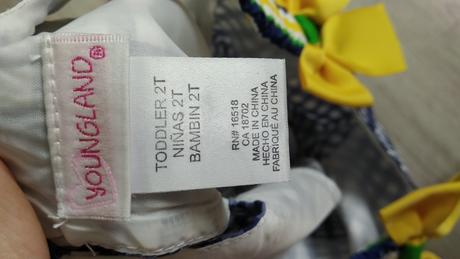 YOUNGLAND®
TODDLER 2T
NIÑAS 2T
BAMBIN 2T
RN# 16518
CA 18702
MADE IN CHINA
HECHO EN CHINA
FABRIQUÉ AU CHINA